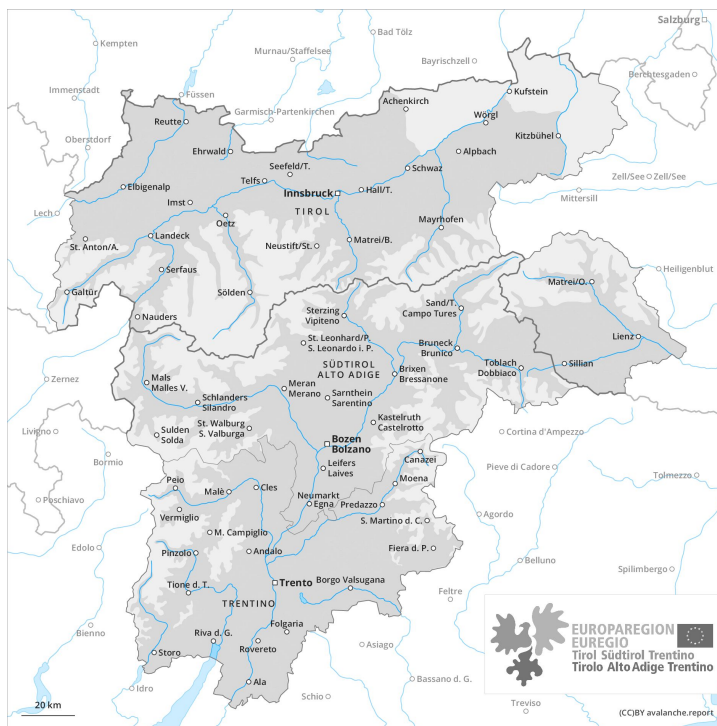 Salzburg
Kempten
Bad Tölz
Murnau/Staffelsee
Bayrischzell
Berchtesgaden
Immenstadt
Füssen
Kufstein
Achenkirch
Garmisch-Partenkirchen
Wörgl
Reutte
Kitzbühel
Oberstdorf
Ehrwald
Alpbach
Seefeld/T.
Schwaz
Telfs
Zell/See
Zell/See
Elbigenalp
Innsbruck
Hall/T.
Mittersill
Imst
TIROL
Lech
Oetz
Mayrhofen
Landeck
St. Anton/A.
Neustift/St.
Matrei/B.
Serfaus
Heiligenblut
Matrei/O.
Galtür
Sölden
Sand/T.
Campo Tures
Nauders
Sterzing
Vipiteno
Lienz
St. Leonhard/P.
S. Leonardo i. P.
Bruneck
Brunico
Toblach
Dobbiaco
Sillian
SÜDTIROL
ALTO ADIGE
Brixen
Bressanone
Zernez
Mals
Malles V.
Meran
Merano
Sarnthein
Sarentino
Schlanders
Silandro
Kastelruth
Castelrotto
St. Walburg
S. Valburga
Livigno
Sulden
Solda
Cortina d'Ampezzo
Bozen
Bolzano
Bormio
Canazei
Pieve di Cadore
Leifers
Laives
Tolmezzo
Moena
Peio
Malè
Cles
Neumarkt
Egna
Predazzo
Poschiavo
Vermiglio
Agordo
S. Martino d. C.
M. Campiglio
Edolo
Pinzolo
Andalo
Fiera d. P.
Belluno
Spilimbergo
Tione d. T.
Trento
Borgo Valsugana
Feltre
TRENTINO
Folgaria
Bienno
Riva d. G.
Rovereto
Asiago
Storo
Ala
Bassano d. G.
Idro
Schio
Treviso
EUROPAREGION
EUREGIO
Tirol Südtirol Trentino
Tirolo Alto Adige Trentino
20 km
(CC)BY avalanche.report